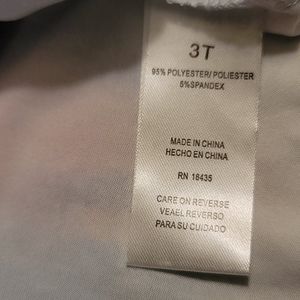 3T
95% POLYESTER/ POLIESTER
5%SPANDEX
MADE IN CHINA
HECHO EN CHINA
RN 16435
CARE ON REVERSE
VEAEL REVERSO
PARA SU CUIDADO